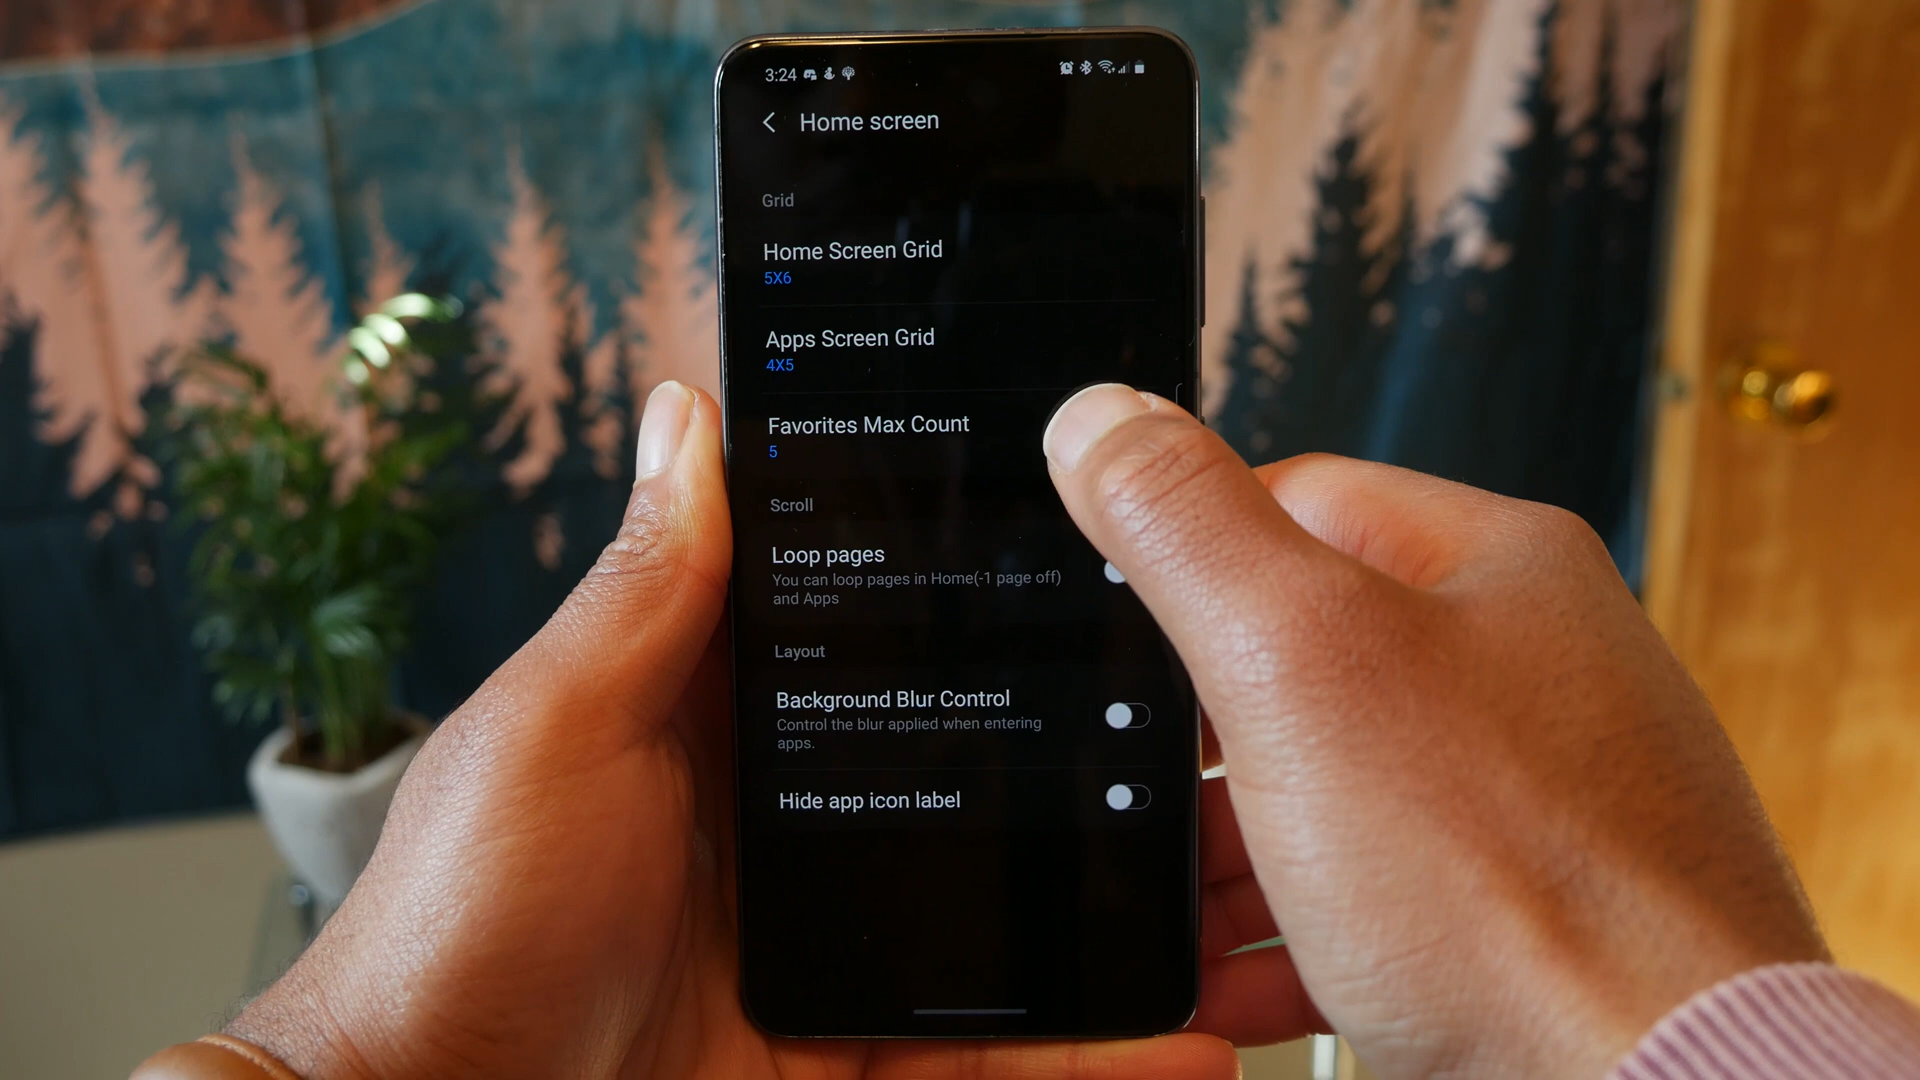 3:24
Home screen
Grid
Home Screen Grid
5X6
Apps Screen Grid
4X5
Favorites Max Count
5
Scroll
Loop pages
You can loop pages in Home(-1 page off)
and Apps
Layout
Background Blur Control
Control the blur applied when entering
apps.
Hide app icon label